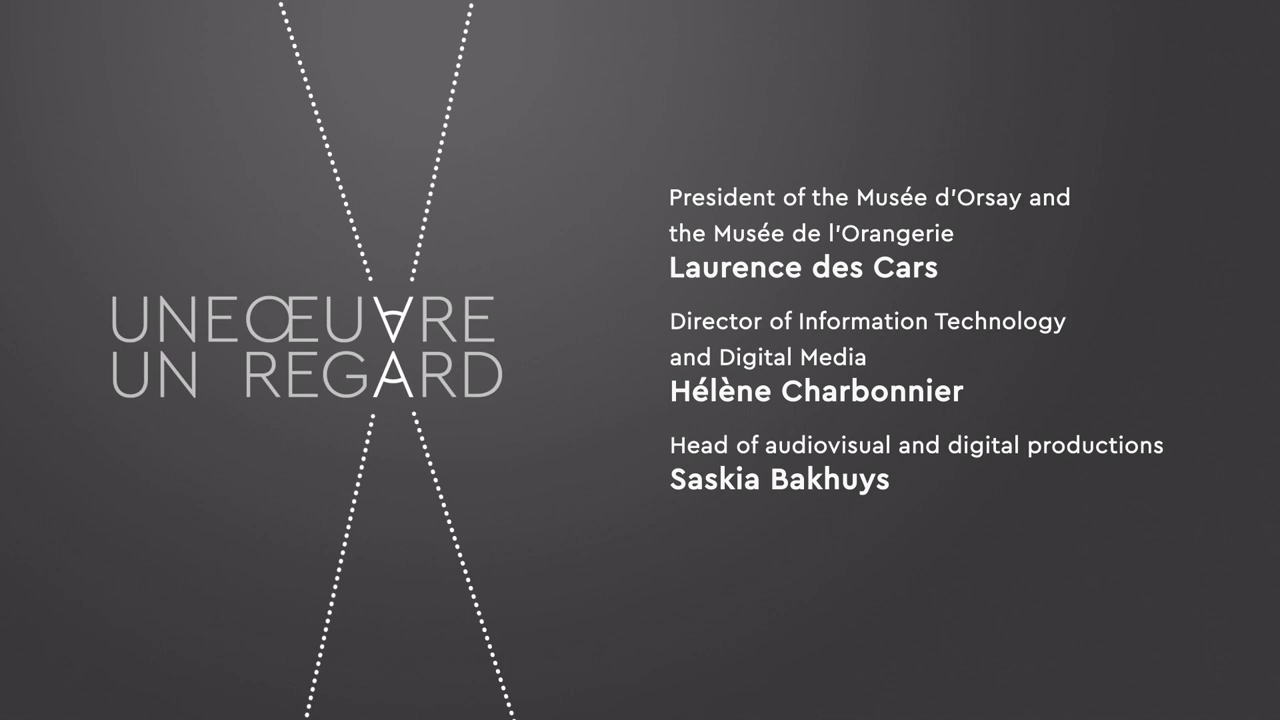 UNEŒUVRE
UN REGARD
President of the Musée d'Orsay and
the Musée de l'Orangerie
Laurence des Cars
Director of Information Technology
and Digital Media
Hélène Charbonnier
Head of audiovisual and digital productions
Saskia Bakhuys